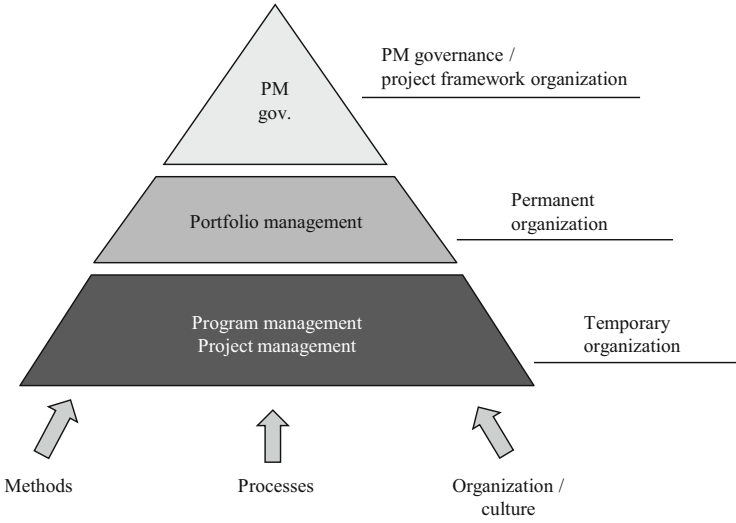 PM
gov.
PM governance /
project framework organization
Portfolio management
Permanent
organization
Program management
Project management
Temporary
organization
Methods
Processes
Organization /
culture